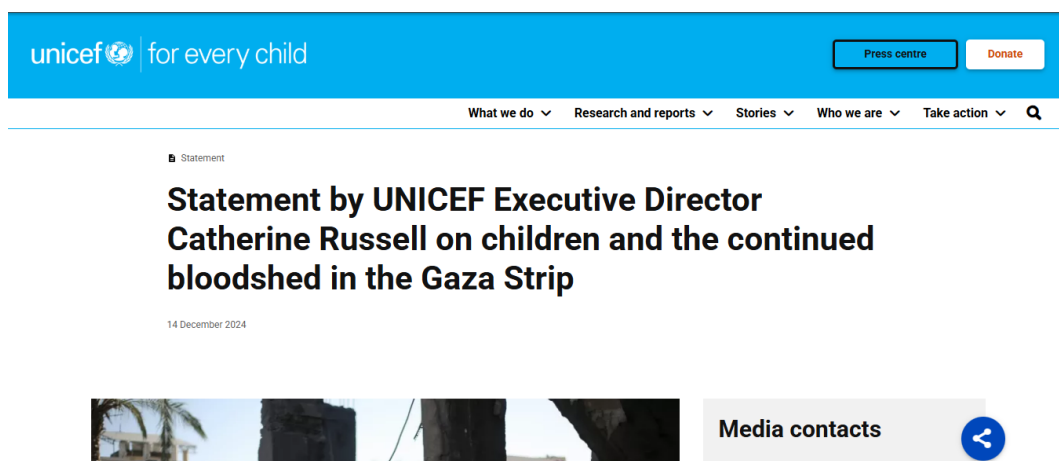 unicef for every child
Press centre
Donate
What we do Research and reports Stories Who we are Take action
Statement
Statement by UNICEF Executive Director
Catherine Russell on children and the continued
bloodshed in the Gaza Strip
14 December 2024
Media contacts